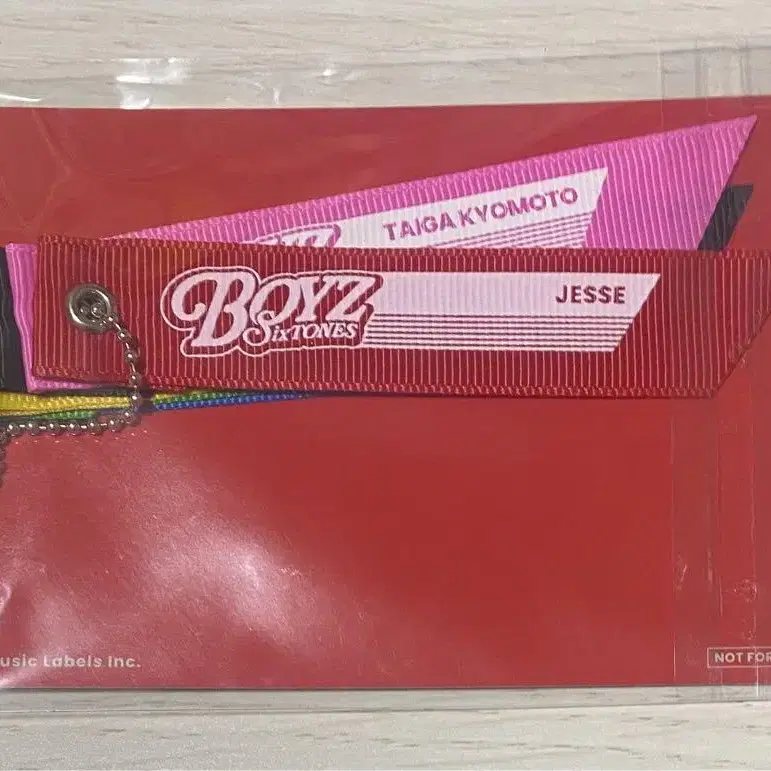 TAIGA KYOMOTO
BOYZ
SixTONES
JESSE
usic Labels Inc.
NOT FOR